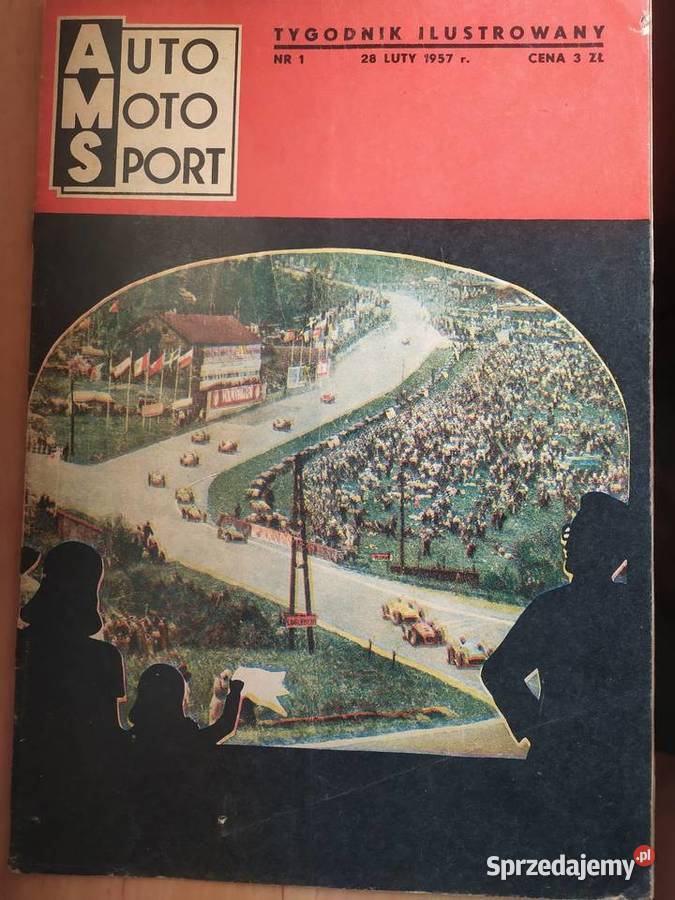 AUTO
MOTO
SPORT
TYGODNIK ILUSTROWANY
NR 1 28 LUTY 1957 r. CENA 3 ZŁ
Sprzedajemy.pl